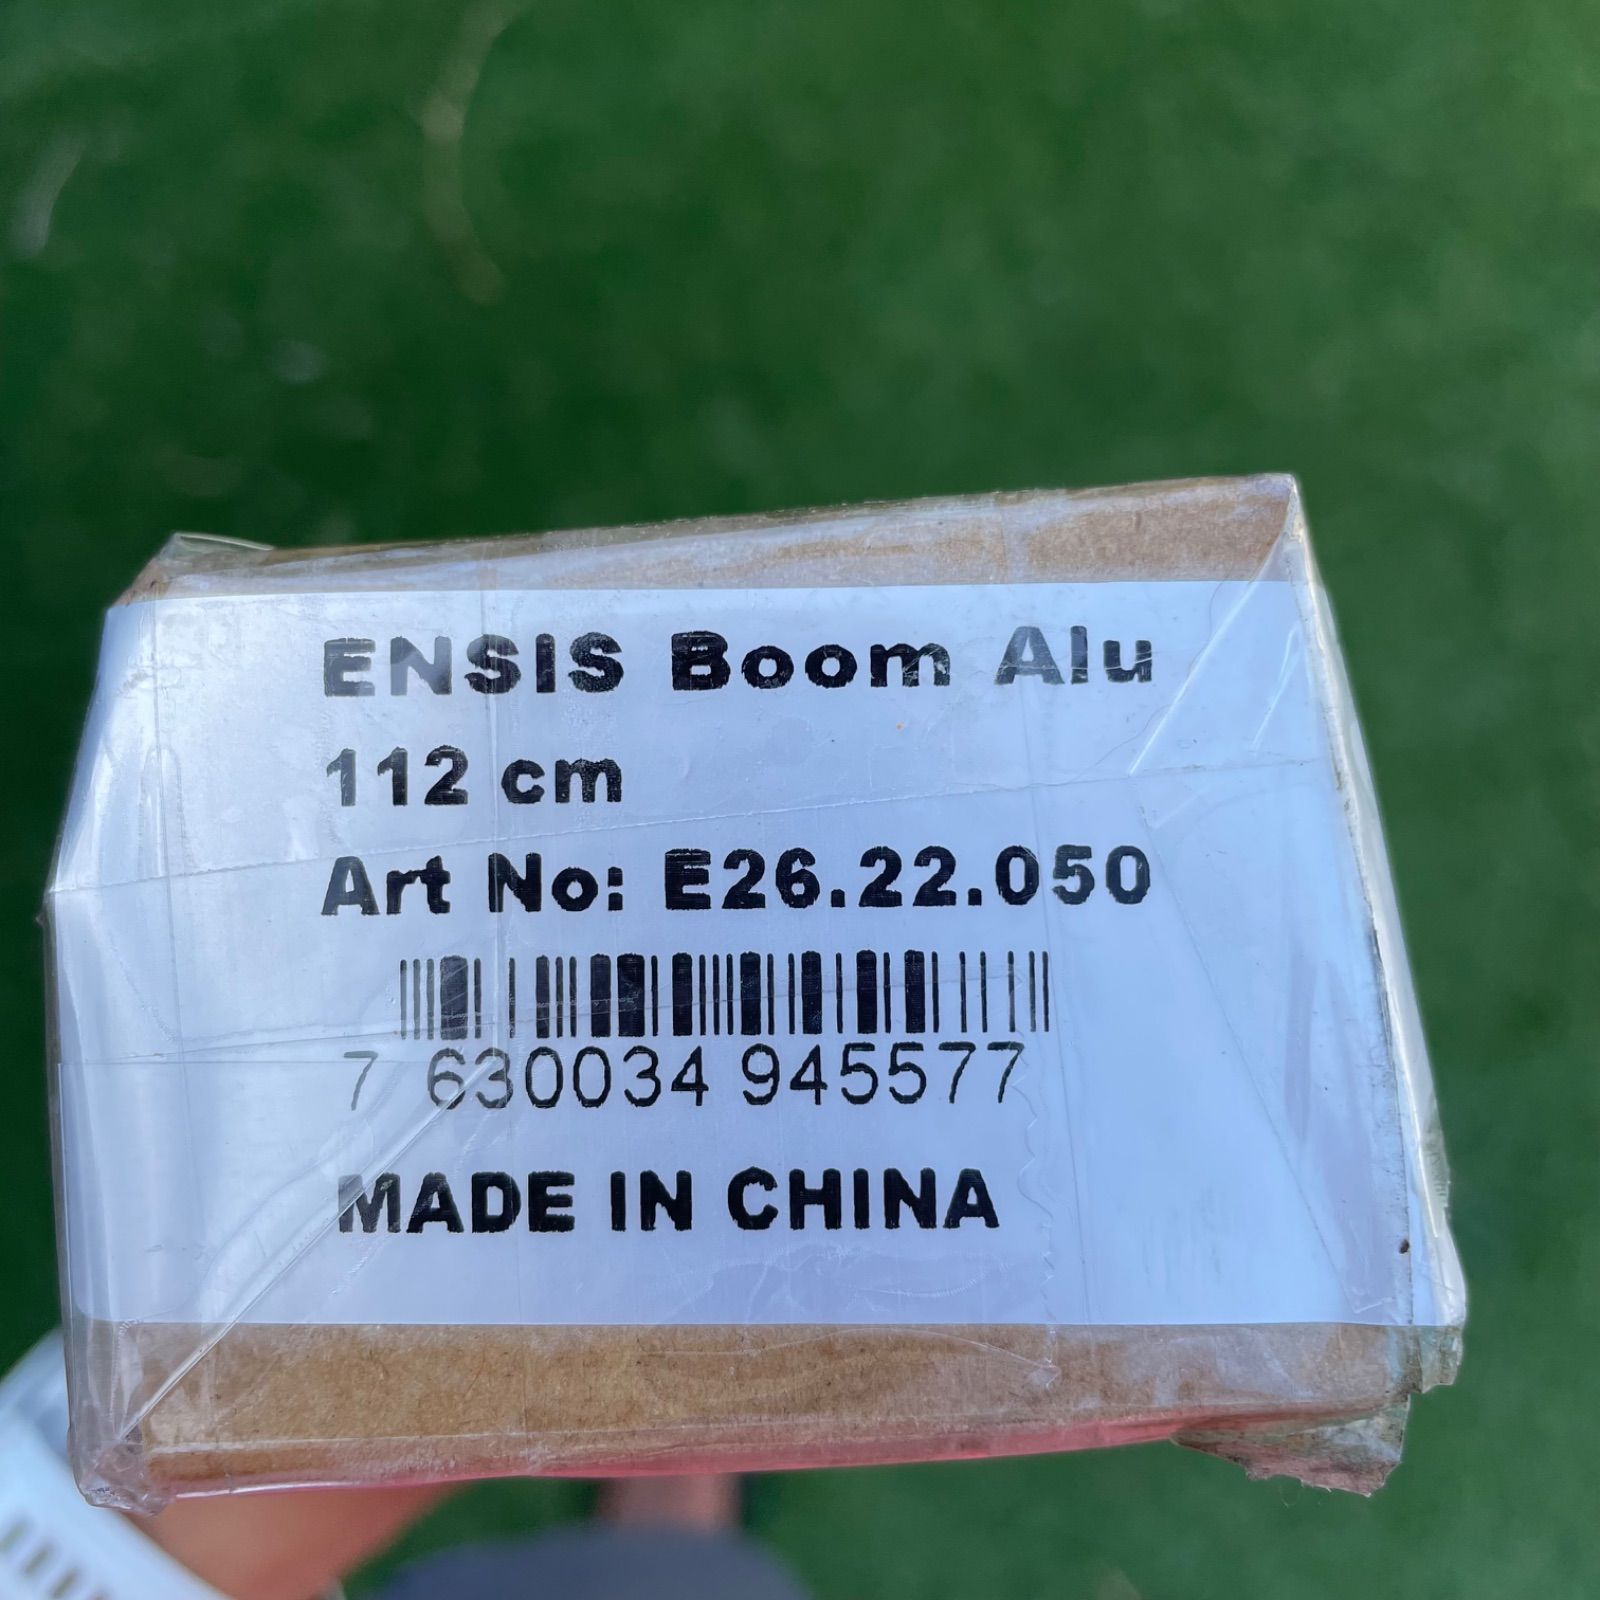 ENSIS Boom Alu
112 cm
Art No: E26.22.050
7 630034 945577
MADE IN CHINA